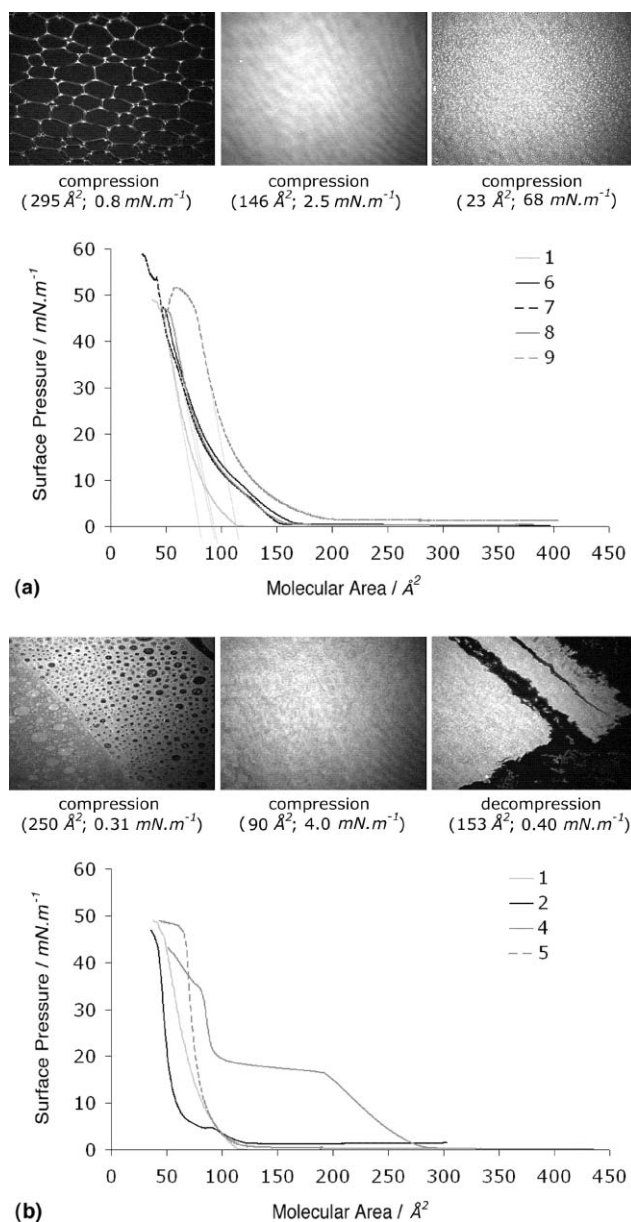 compression compression compression
(295 Å²; 0.8 mN.m⁻¹) (146 Å²; 2.5 mN.m⁻¹) (23 Å²; 68 mN.m⁻¹)
60
50
40
30
20
10
0
Surface Pressure / mN.m⁻¹
1
6
7
8
9
0 50 100 150 200 250 300 350 400 450
(a) Molecular Area / Å²
compression compression decompression
(250 Å²; 0.31 mN.m⁻¹) (90 Å²; 4.0 mN.m⁻¹) (153 Å²; 0.40 mN.m⁻¹)
60
50
40
30
20
10
0
Surface Pressure / mN.m⁻¹
1
2
4
5
0 50 100 150 200 250 300 350 400 450
(b) Molecular Area / Å²